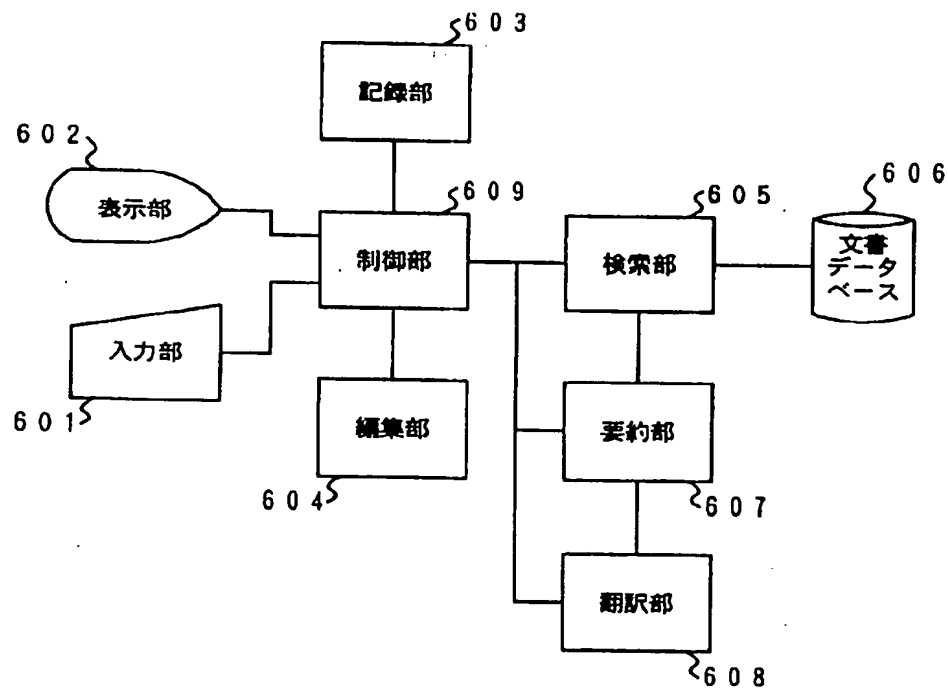 603
記録部
602
表示部
609
制御部
605
検索部
606
文書
データ
ベース
入力部
601
編集部
604
要約部
607
翻訳部
608